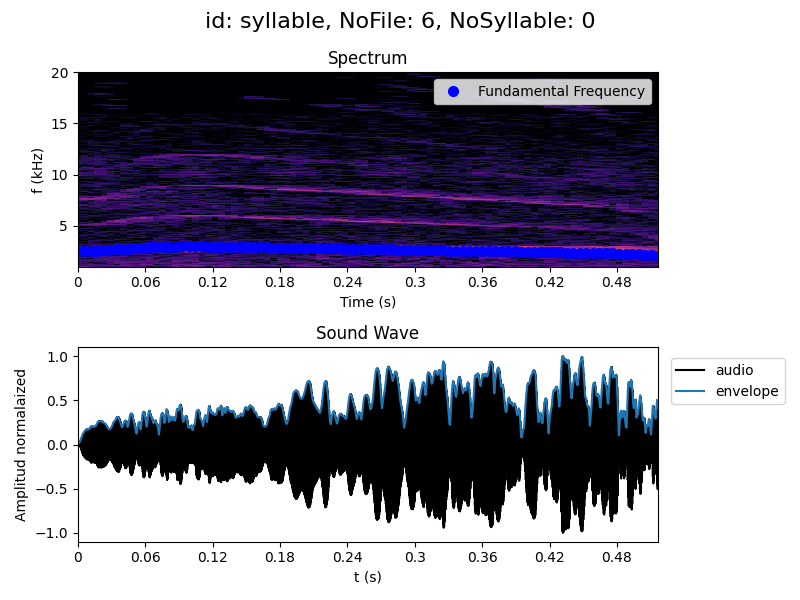 id: syllable, NoFile: 6, NoSyllable: 0
Spectrum
Fundamental Frequency
20
15
10
5
f (kHz)
0 0.06 0.12 0.18 0.24 0.3 0.36 0.42 0.48
Time (s)
Sound Wave
audio
envelope
1.0
0.5
0.0
−0.5
−1.0
Amplitud normalaized
0 0.06 0.12 0.18 0.24 0.3 0.36 0.42 0.48
t (s)